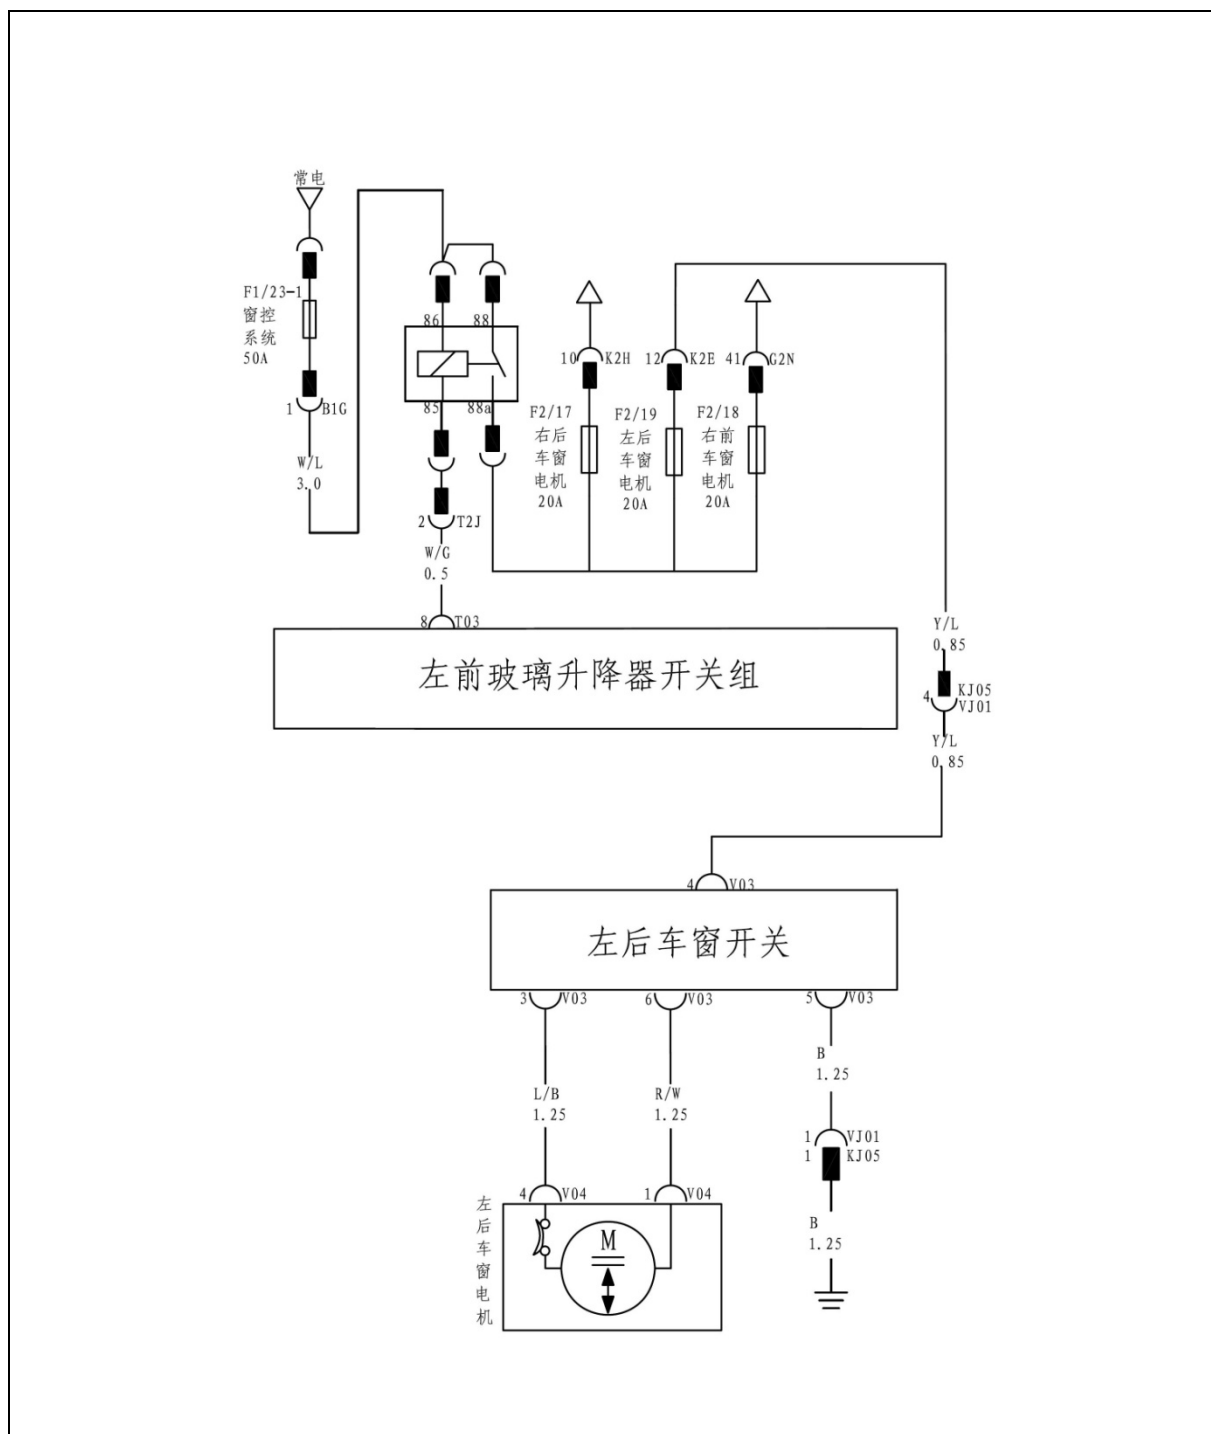 常电
F1/23-1
窗控
系统
50A
1 B1G
W/L
3.0
86 88
85 88a
2 T2J
W/G
0.5
8 T03
10 K2H
12 K2E
41 G2N
F2/17
右后
车窗
电机
20A
F2/19
左后
车窗
电机
20A
F2/18
右前
车窗
电机
20A
左前玻璃升降器开关组
Y/L
0.85
4 KJ05
VJ01
Y/L
0.85
4 V03
左后车窗开关
3 V03
6 V03
5 V03
L/B
1.25
R/W
1.25
B
1.25
1 VJ01
1 KJ05
B
1.25
4 V04
1 V04
左
后
车
窗
电
机
M